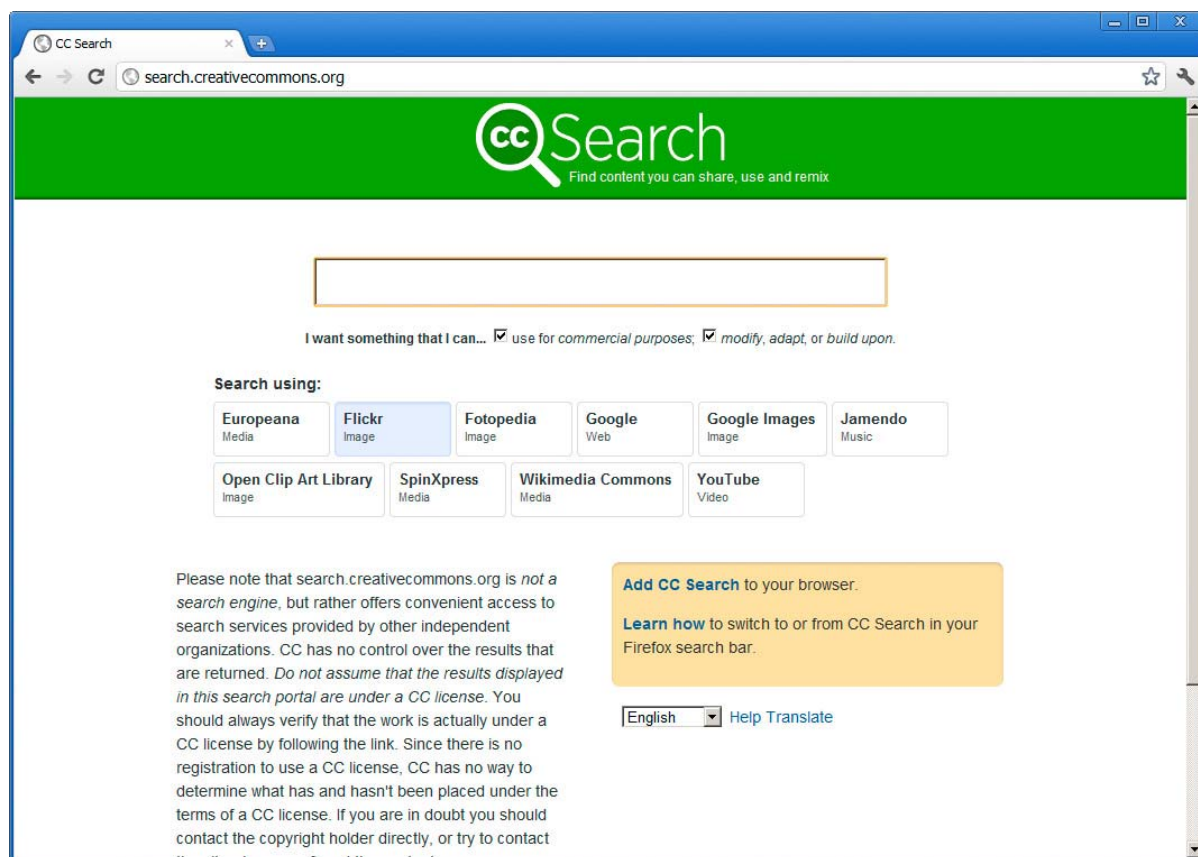 CC Search
search.creativecommons.org
cc Search
Find content you can share, use and remix
I want something that I can... use for commercial purposes; modify, adapt, or build upon.
Search using:
Europeana Flickr Fotopedia Google Google Images Jamendo
Media Image Image Web Image Music
Open Clip Art Library SpinXpress Wikimedia Commons YouTube
Image Media Media Video
Please note that search.creativecommons.org is not a
search engine, but rather offers convenient access to
search services provided by other independent
organizations. CC has no control over the results that
are returned. Do not assume that the results displayed
in this search portal are under a CC license. You
should always verify that the work is actually under a
CC license by following the link. Since there is no
registration to use a CC license, CC has no way to
determine what has and hasn't been placed under the
terms of a CC license. If you are in doubt you should
contact the copyright holder directly, or try to contact
Add CC Search to your browser.
Learn how to switch to or from CC Search in your
Firefox search bar.
English Help Translate